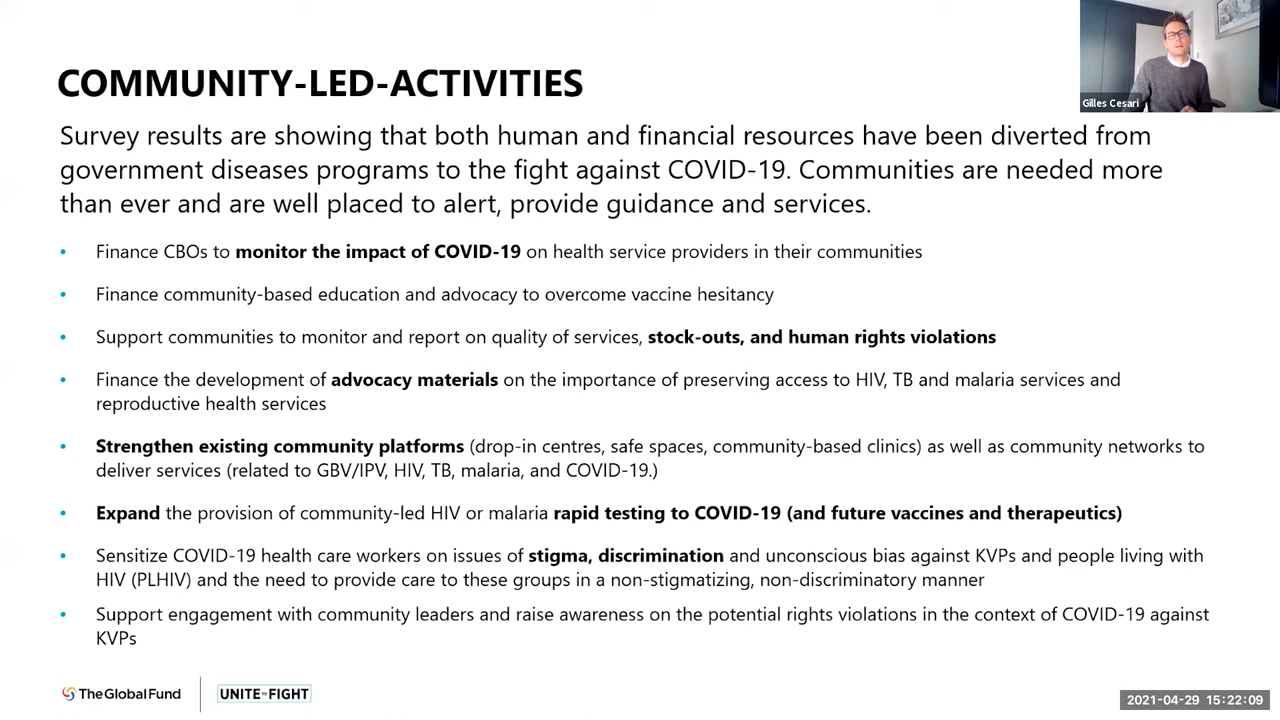 COMMUNITY-LED-ACTIVITIES
Gilles Cesari
Survey results are showing that both human and financial resources have been diverted from
government diseases programs to the fight against COVID-19. Communities are needed more
than ever and are well placed to alert, provide guidance and services.
• Finance CBOs to monitor the impact of COVID-19 on health service providers in their communities
• Finance community-based education and advocacy to overcome vaccine hesitancy
• Support communities to monitor and report on quality of services, stock-outs, and human rights violations
• Finance the development of advocacy materials on the importance of preserving access to HIV, TB and malaria services and
reproductive health services
• Strengthen existing community platforms (drop-in centres, safe spaces, community-based clinics) as well as community networks to
deliver services (related to GBV/IPV, HIV, TB, malaria, and COVID-19.)
• Expand the provision of community-led HIV or malaria rapid testing to COVID-19 (and future vaccines and therapeutics)
• Sensitize COVID-19 health care workers on issues of stigma, discrimination and unconscious bias against KVPs and people living with
HIV (PLHIV) and the need to provide care to these groups in a non-stigmatizing, non-discriminatory manner
• Support engagement with community leaders and raise awareness on the potential rights violations in the context of COVID-19 against
KVPs
The Global Fund
UNITE TO FIGHT
2021-04-29 15:22:09